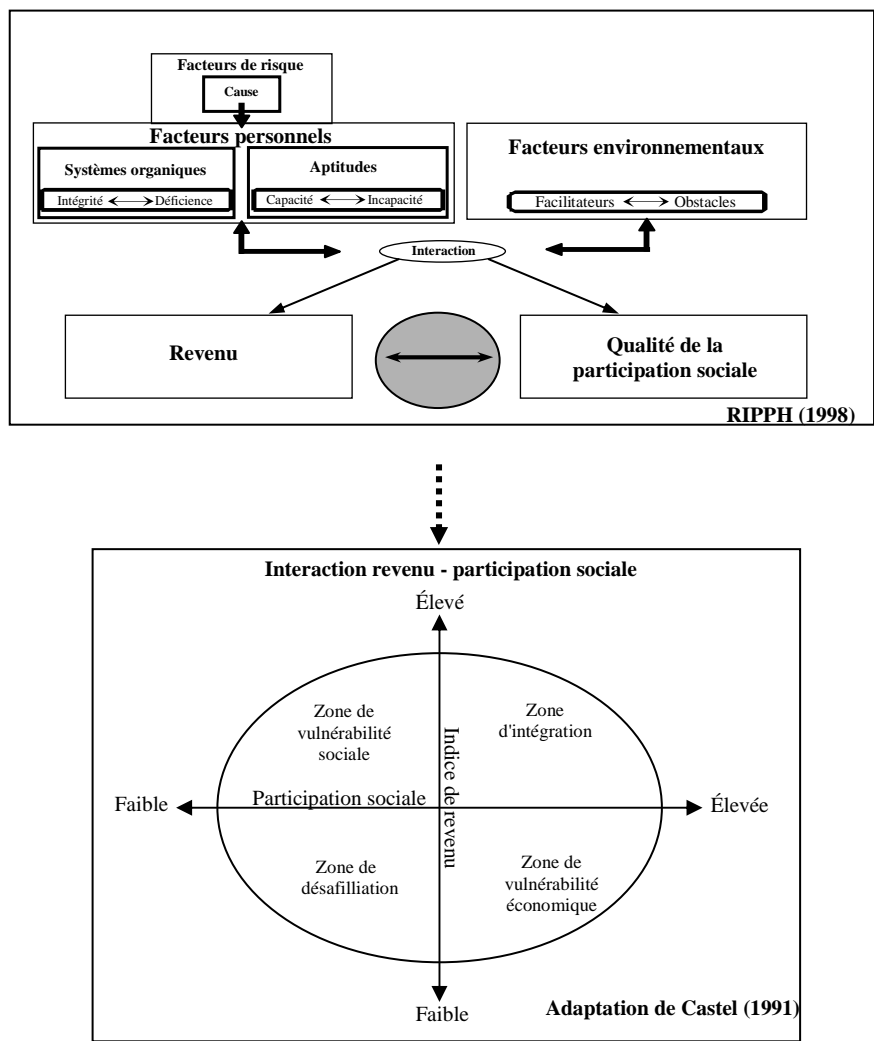 Facteurs de risque
Cause
Facteurs personnels
Systèmes organiques
Intégrité
Déficience
Aptitudes
Capacité
Incapacité
Facteurs environnementaux
Facilitateurs
Obstacles
Interaction
Revenu
Qualité de la
participation sociale
RIPPH (1998)
Interaction revenu - participation sociale
Élevé
Zone de
vulnérabilité
sociale
Zone
d'intégration
Indice de revenu
Faible
Participation sociale
Élevée
Zone de
désafilliation
Zone de
vulnérabilité
économique
Faible
Adaptation de Castel (1991)